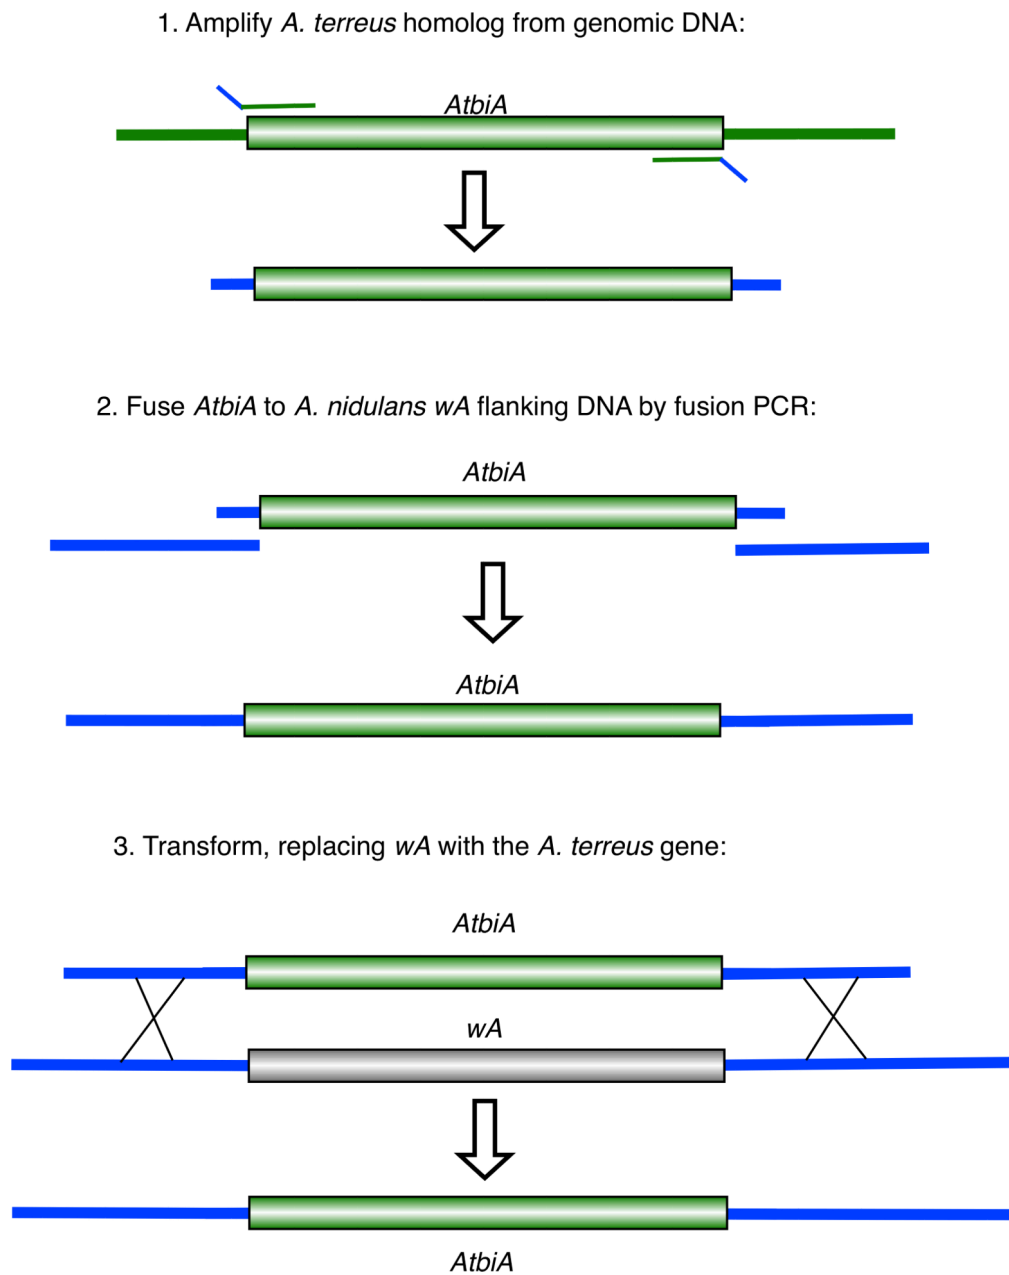 1. Amplify A. terreus homolog from genomic DNA:
AtbiA
2. Fuse AtbiA to A. nidulans wA flanking DNA by fusion PCR:
AtbiA
AtbiA
3. Transform, replacing wA with the A. terreus gene:
AtbiA
wA
AtbiA